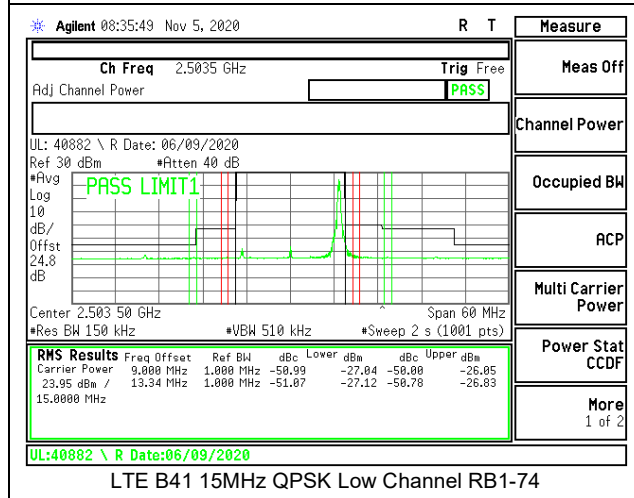 Agilent 08:35:49 Nov 5, 2020 R T
Measure
Ch Freq 2.5035 GHz Trig Free
Meas Off
Adj Channel Power PASS
Channel Power
UL: 40882 \ R Date: 06/09/2020
Ref 30 dBm #Atten 40 dB
#Avg
Log
10
dB/
Offst
24.8
dB
PASS LIMIT1
Occupied BW
ACP
Multi Carrier
Power
Center 2.503 50 GHz Span 60 MHz
#Res BW 150 kHz #VBW 510 kHz #Sweep 2 s (1001 pts)
Power Stat
CCDF
RMS Results Freq Offset Ref BW dBc Lower dBm dBc Upper dBm
Carrier Power 9.000 MHz 1.000 MHz -50.99 -27.04 -50.00 -26.05
23.95 dBm / 13.34 MHz 1.000 MHz -51.07 -27.12 -50.78 -26.83
15.0000 MHz
More
1 of 2
UL:40882 \ R Date:06/09/2020
LTE B41 15MHz QPSK Low Channel RB1-74